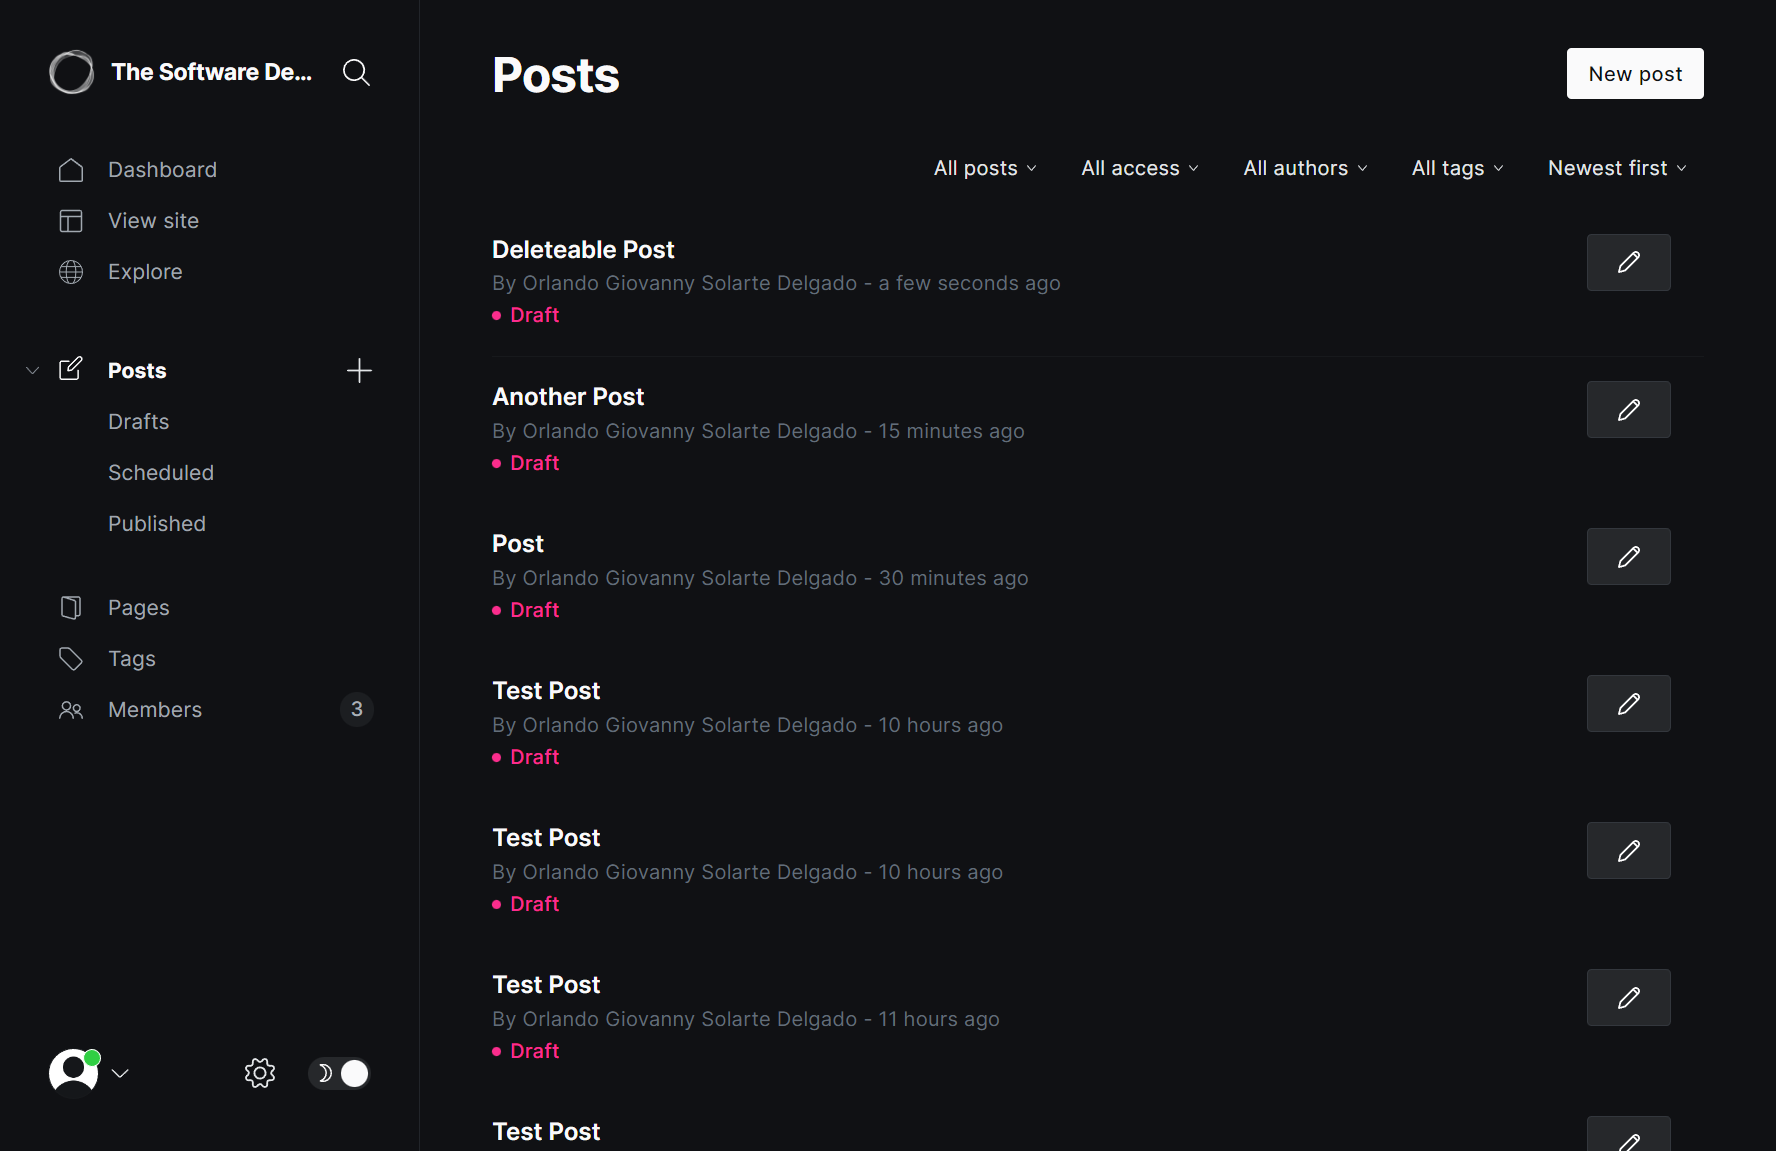 The Software De...
Dashboard
View site
Explore
Posts
Drafts
Scheduled
Published
Pages
Tags
Members
3
Posts
New post
All posts
All access
All authors
All tags
Newest first
Deleteable Post
By Orlando Giovanny Solarte Delgado - a few seconds ago
Draft
Another Post
By Orlando Giovanny Solarte Delgado - 15 minutes ago
Draft
Post
By Orlando Giovanny Solarte Delgado - 30 minutes ago
Draft
Test Post
By Orlando Giovanny Solarte Delgado - 10 hours ago
Draft
Test Post
By Orlando Giovanny Solarte Delgado - 10 hours ago
Draft
Test Post
By Orlando Giovanny Solarte Delgado - 11 hours ago
Draft
Test Post